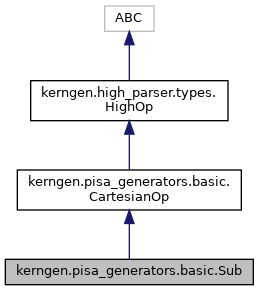 ABC
kerngen.high_parser.types.
HighOp
kerngen.pisa_generators.basic.
CartesianOp
kerngen.pisa_generators.basic.Sub